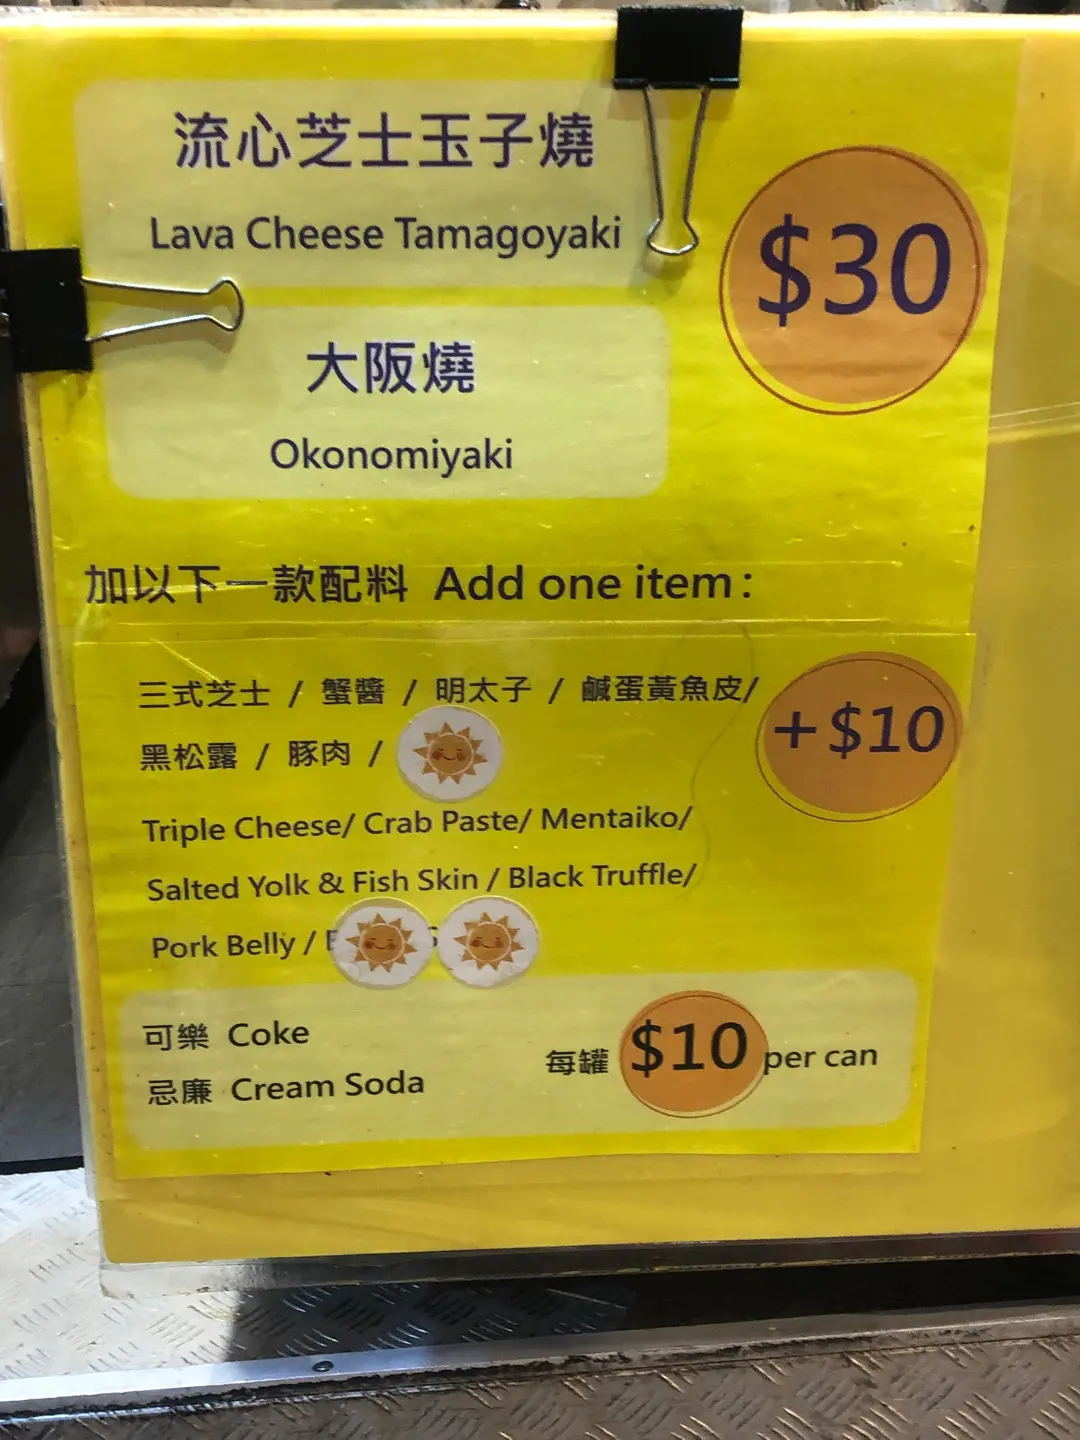 流心芝士玉子燒
Lava Cheese Tamagoyaki
$30
大阪燒
Okonomiyaki
加以下一款配料 Add one item:
三式芝士 / 蟹醬 / 明太子 / 鹹蛋黃魚皮/
黑松露 / 豚肉 /
+$10
Triple Cheese/ Crab Paste/ Mentaiko/
Salted Yolk & Fish Skin / Black Truffle/
Pork Belly /
可樂 Coke
忌廉 Cream Soda
每罐 $10 per can